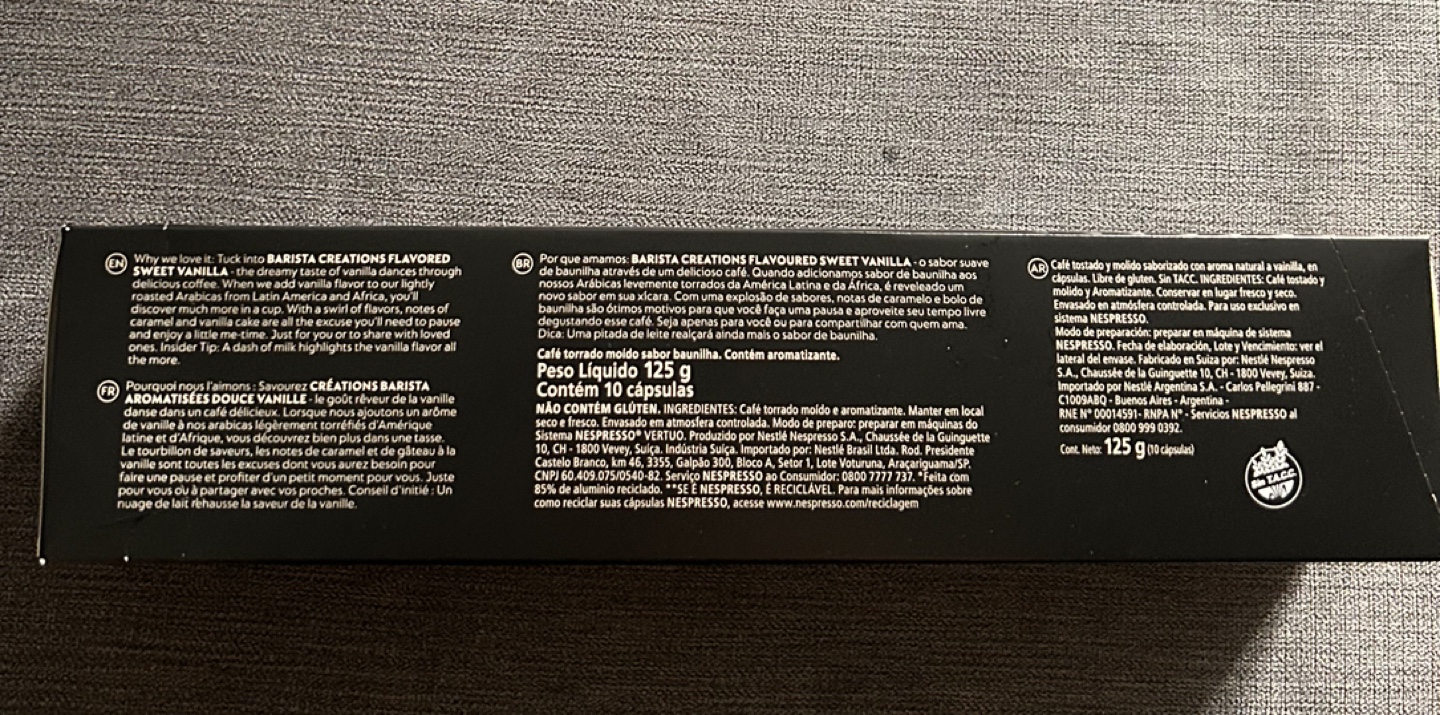 EN Why we love it: Tuck into BARISTA CREATIONS FLAVORED
SWEET VANILLA - the dreamy taste of vanilla dances through
delicious coffee. When we add vanilla flavor to our lightly
roasted Arabicas from Latin America and Africa, you'll
discover much more in a cup. With a swirl of flavors, notes of
caramel and vanilla cake are all the excuse you'll need to pause
and enjoy a little me-time. Just for you or to share with loved
ones. Insider Tip: A dash of milk highlights the vanilla flavor all
the more.
FR Pourquoi nous l'aimons : Savourez CRÉATIONS BARISTA
AROMATISÉES DOUCE VANILLE - le goût rêveur de la vanille
danse dans un café délicieux. Lorsque nous ajoutons un arôme
de vanille à nos arabicas légèrement torréfiés d'Amérique
latine et d'Afrique, vous découvrez bien plus dans une tasse.
Le tourbillon de saveurs, les notes de caramel et de gâteau à la
vanille sont toutes les excuses dont vous aurez besoin pour
faire une pause et profiter d'un petit moment pour vous. Juste
pour vous ou à partager avec vos proches. Conseil d'initié : Un
nuage de lait rehausse la saveur de la vanille.
BR Por que amamos: BARISTA CREATIONS FLAVOURED SWEET VANILLA - o sabor suave
de baunilha através de um delicioso café. Quando adicionamos sabor de baunilha aos
nossos Arábicas levemente torrados da América Latina e da África, é reveleado um
novo sabor em sua xícara. Com uma explosão de sabores, notas de caramelo e bolo de
baunilha são ótimos motivos para que você faça uma pausa e aproveite seu tempo livre
degustando esse café. Seja apenas para você ou para compartilhar com quem ama.
Dica: Uma pitada de leite realçará ainda mais o sabor de baunilha.
Café torrado moído sabor baunilha. Contém aromatizante.
Peso Líquido 125 g
Contém 10 cápsulas
NÃO CONTÉM GLÚTEN. INGREDIENTES: Café torrado moído e aromatizante. Manter em local
seco e fresco. Envasado em atmosfera controlada. Modo de preparo: preparar em máquinas do
Sistema NESPRESSO® VERTUO. Produzido por Nestlé Nespresso S.A., Chaussée de la Guinguette
10, CH - 1800 Vevey, Suíça. Indústria Suíça. Importado por: Nestlé Brasil Ltda. Rod. Presidente
Castelo Branco, km 46, 3355, Galpão 300, Bloco A, Setor 1, Lote Voturuna, Araçariguama/SP.
CNPJ 60.409.075/0540-82. Serviço NESPRESSO ao Consumidor: 0800 7777 737. *Feita com
85% de alumínio reciclado. **SE É NESPRESSO, É RECICLÁVEL. Para mais informações sobre
como reciclar suas cápsulas NESPRESSO, acesse www.nespresso.com/reciclagem
AR Café tostado y molido saborizado con aroma natural a vainilla, en
cápsulas. Libre de gluten. Sin TACC. INGREDIENTES: Café tostado y
molido y Aromatizante. Conservar en lugar fresco y seco.
Envasado en atmósfera controlada. Para uso exclusivo en
sistema NESPRESSO.
Modo de preparación: preparar en máquina de sistema
NESPRESSO. Fecha de elaboración, Lote y Vencimiento: ver el
lateral del envase. Fabricado en Suiza por: Nestlé Nespresso
S.A., Chaussée de la Guinguette 10, CH - 1800 Vevey, Suiza.
Importado por Nestlé Argentina S.A. - Carlos Pellegrini 887 -
C1009ABQ - Buenos Aires - Argentina -
RNE N° 00014591- RNPA N° - Servicios NESPRESSO al
consumidor 0800 999 0392.
Cont. Neto: 125 g (10 cápsulas)
Sin T.A.C.C.